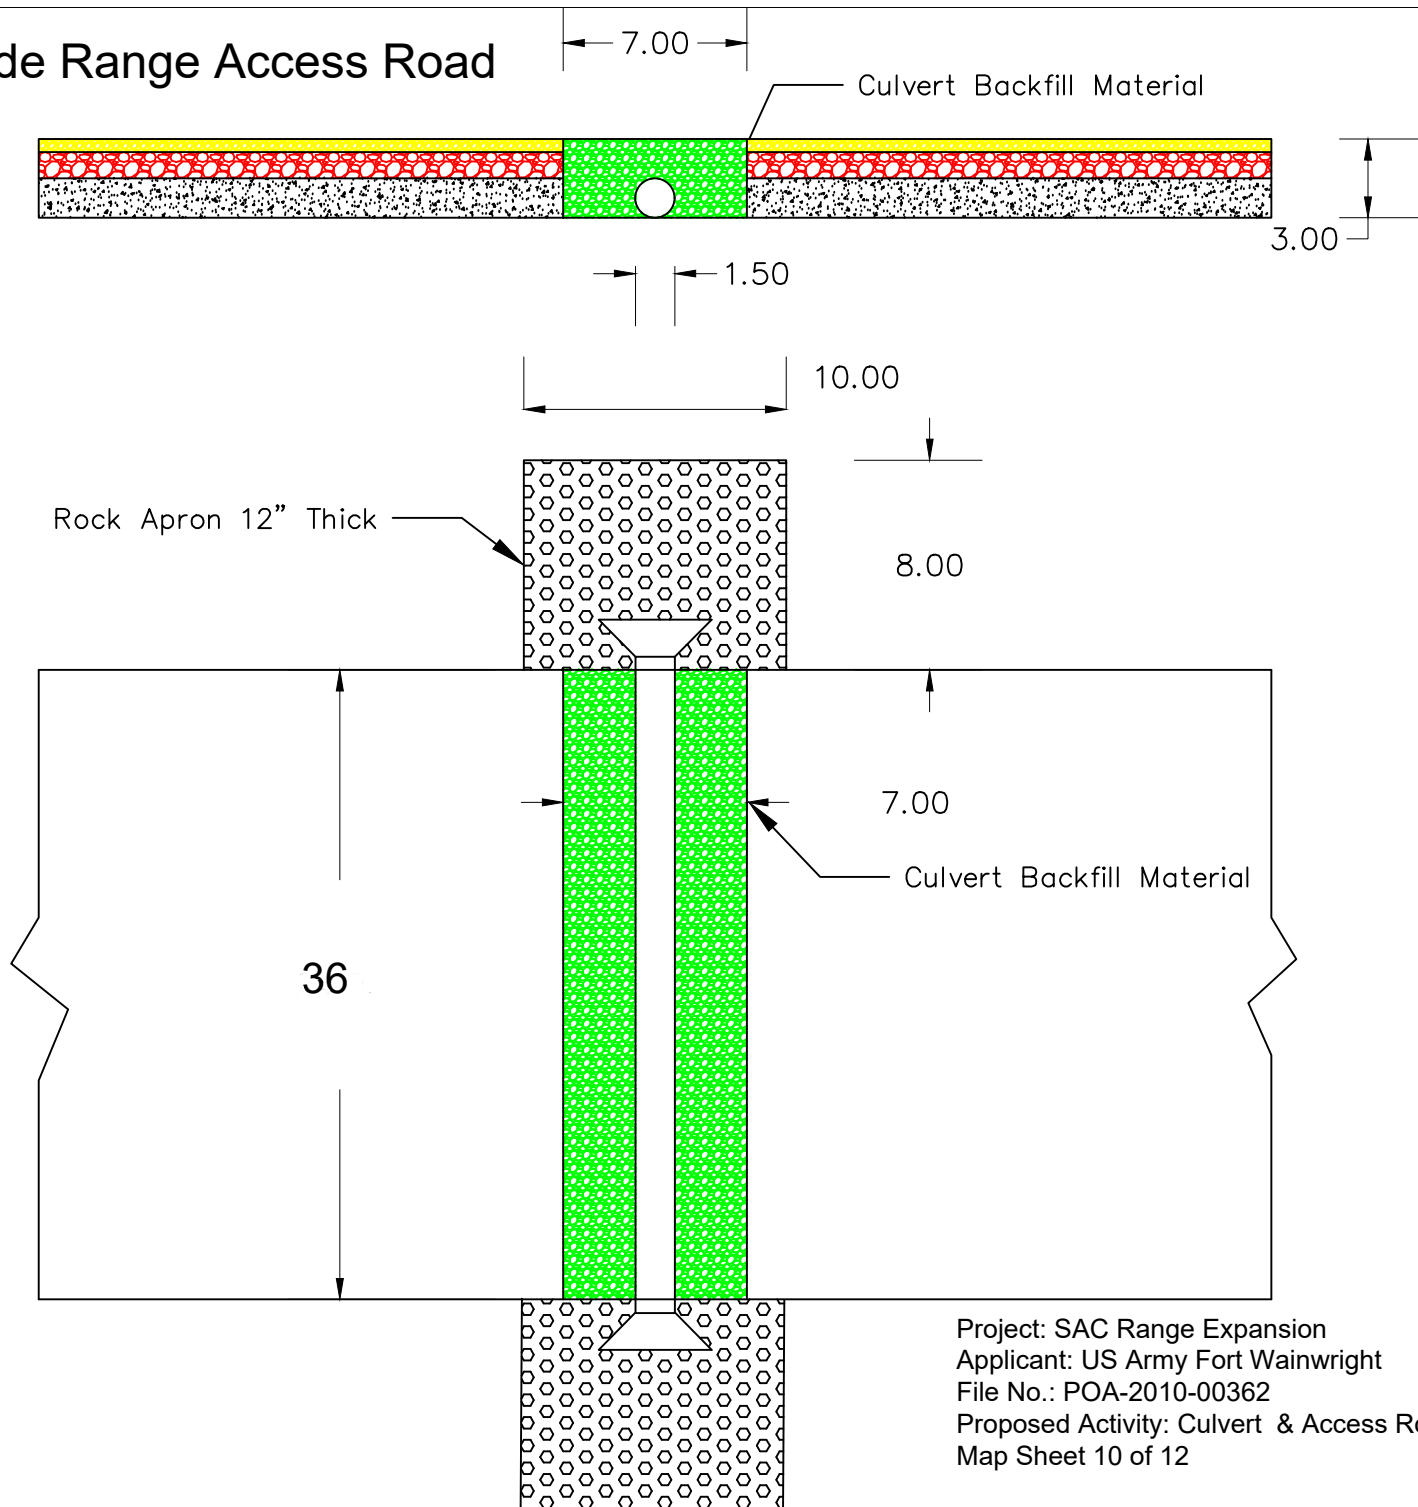 de Range Access Road
7.00
Culvert Backfill Material
3.00
1.50
10.00
Rock Apron 12” Thick
8.00
7.00
Culvert Backfill Material
36
Project: SAC Range Expansion
Applicant: US Army Fort Wainwright
File No.: POA-2010-00362
Proposed Activity: Culvert & Access Ro
Map Sheet 10 of 12